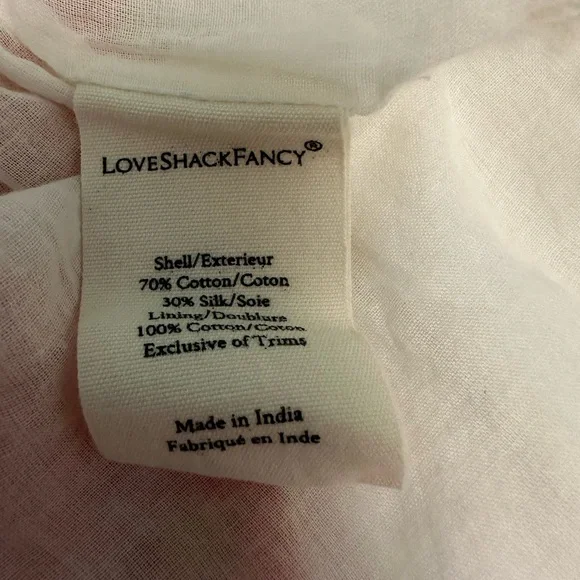 LOVESHACKFANCY®
Shell/Exterieur
70% Cotton/Coton
30% Silk/Soie
Lining/Doublure
100% Cotton/Coton
Exclusive of Trims
Made in India
Fabriqué en Inde